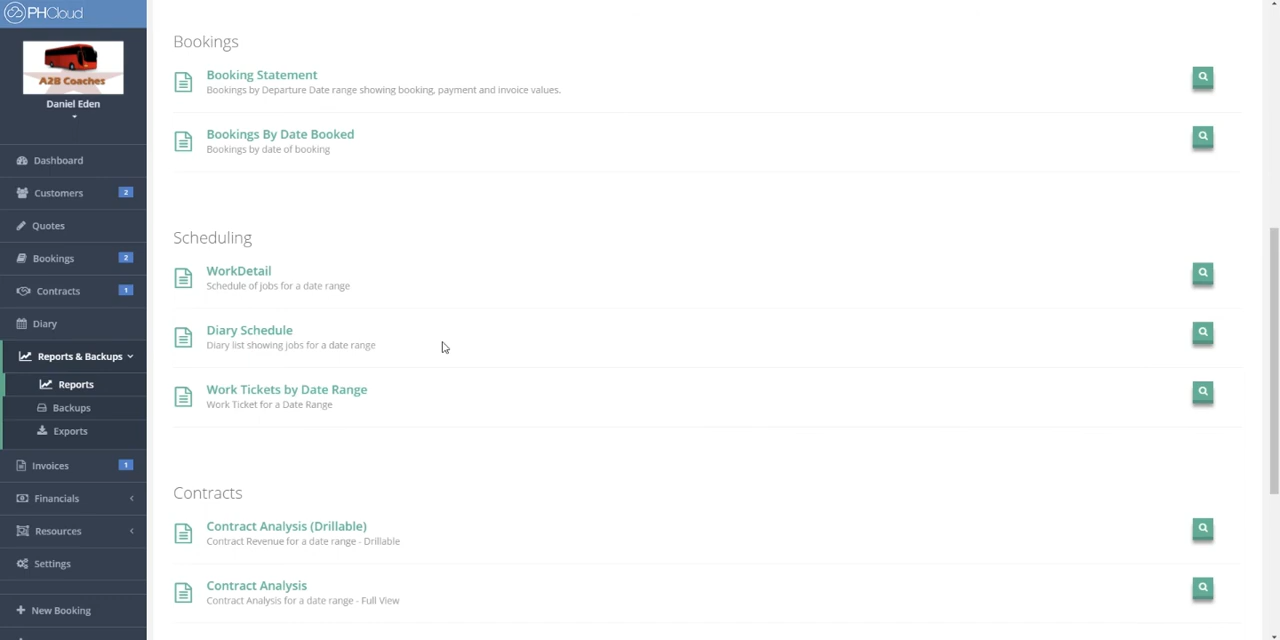 PHCloud
A2B Coaches
Daniel Eden
Dashboard
Customers 2
Quotes
Bookings 2
Contracts 1
Diary
Reports & Backups
Reports
Backups
Exports
Invoices 1
Financials
Resources
Settings
New Booking
Bookings
Booking Statement
Bookings by Departure Date range showing booking, payment and invoice values.
Bookings By Date Booked
Bookings by date of booking
Scheduling
WorkDetail
Schedule of jobs for a date range
Diary Schedule
Diary list showing jobs for a date range
Work Tickets by Date Range
Work Ticket for a Date Range
Contracts
Contract Analysis (Drillable)
Contract Revenue for a date range - Drillable
Contract Analysis
Contract Analysis for a date range - Full View